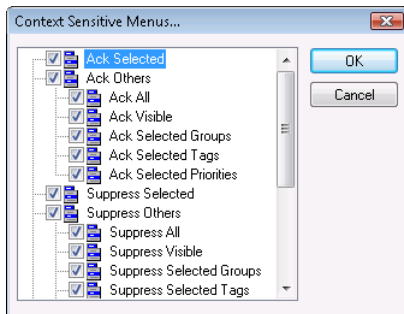 Context Sensitive Menus...
Ack Selected
OK
Ack Others
Ack All
Cancel
Ack Visible
Ack Selected Groups
Ack Selected Tags
Ack Selected Priorities
Suppress Selected
Suppress Others
Suppress All
Suppress Visible
Suppress Selected Groups
Suppress Selected Tags